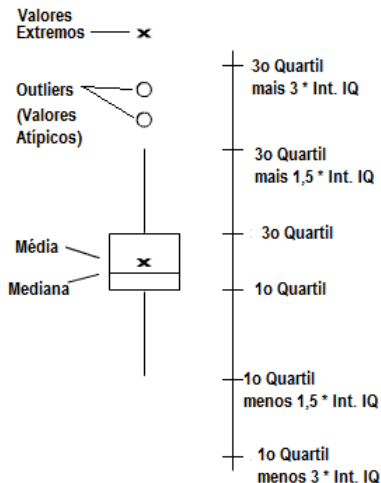 Valores
Extremos
Outliers
(Valores
Atípicos)
Média
Mediana
3o Quartil
mais 3 * Int. IQ
3o Quartil
mais 1,5 * Int. IQ
3o Quartil
1o Quartil
1o Quartil
menos 1,5 * Int. IQ
1o Quartil
menos 3 * Int. IQ